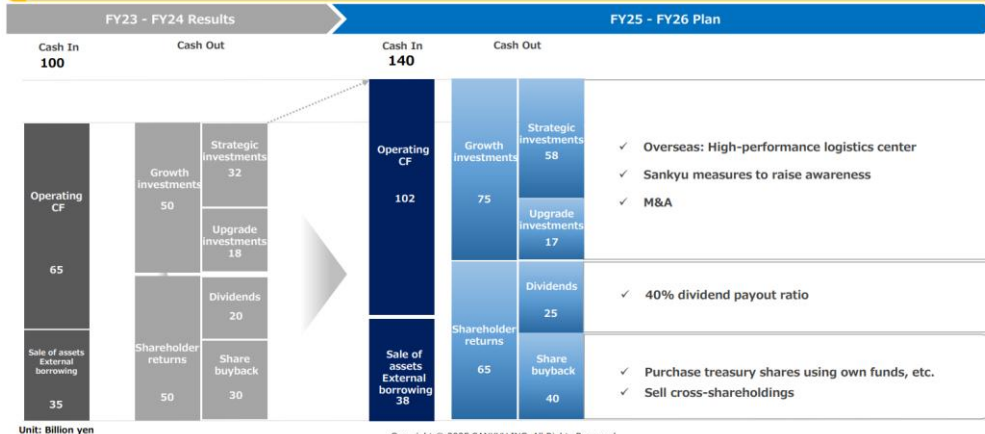 FY23 - FY24 Results
FY25 - FY26 Plan
Cash In
100
Cash Out
Cash In
140
Cash Out
Operating
CF
65
Sale of assets
External
borrowing
35
Growth
investments
50
Strategic
investments
32
Upgrade
investments
18
Shareholder
returns
50
Dividends
20
Share
buyback
30
Operating
CF
102
Sale of
assets
External
borrowing
38
Growth
investments
75
Strategic
investments
58
Upgrade
investments
17
Shareholder
returns
65
Dividends
25
Share
buyback
40
✓ Overseas: High-performance logistics center
✓ Sankyu measures to raise awareness
✓ M&A
✓ 40% dividend payout ratio
✓ Purchase treasury shares using own funds, etc.
✓ Sell cross-shareholdings
Unit: Billion yen